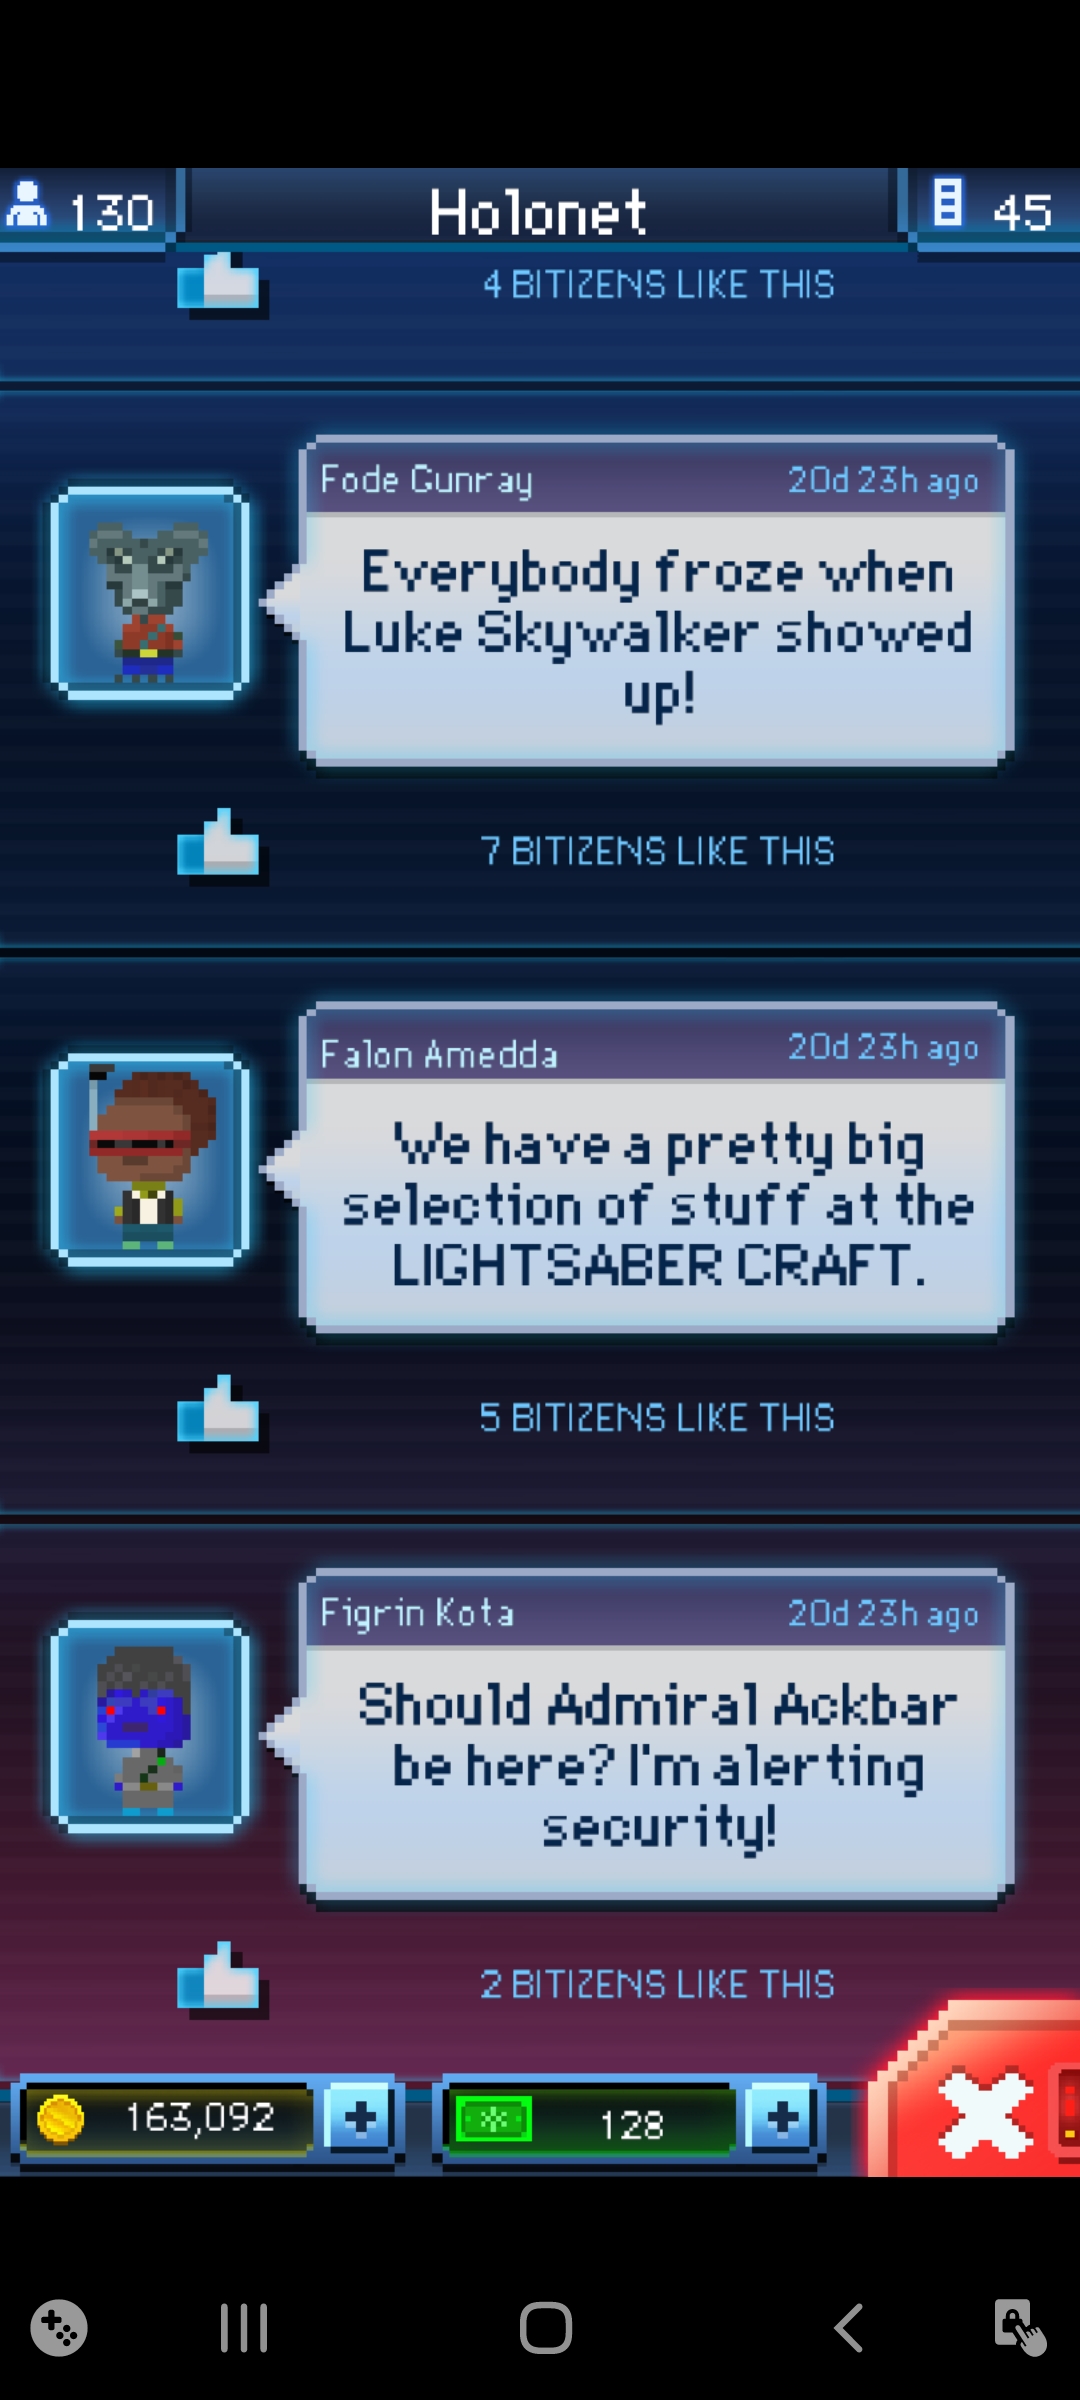 130
Holonet
45
4 BITIZENS LIKE THIS
Fode Gunray
20d 23h ago
Everybody froze when
Luke Skywalker showed
up!
7 BITIZENS LIKE THIS
Falon Amedda
20d 23h ago
We have a pretty big
selection of stuff at the
LIGHTSABER CRAFT.
5 BITIZENS LIKE THIS
Figrin Kota
20d 23h ago
Should Admiral Ackbar
be here? I'm alerting
security!
2 BITIZENS LIKE THIS
163,092
128